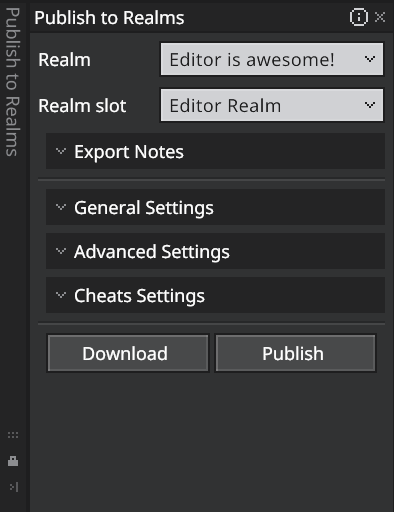 Publish to Realms
Publish to Realms
Realm
Editor is awesome!
Realm slot
Editor Realm
Export Notes
General Settings
Advanced Settings
Cheats Settings
Download
Publish